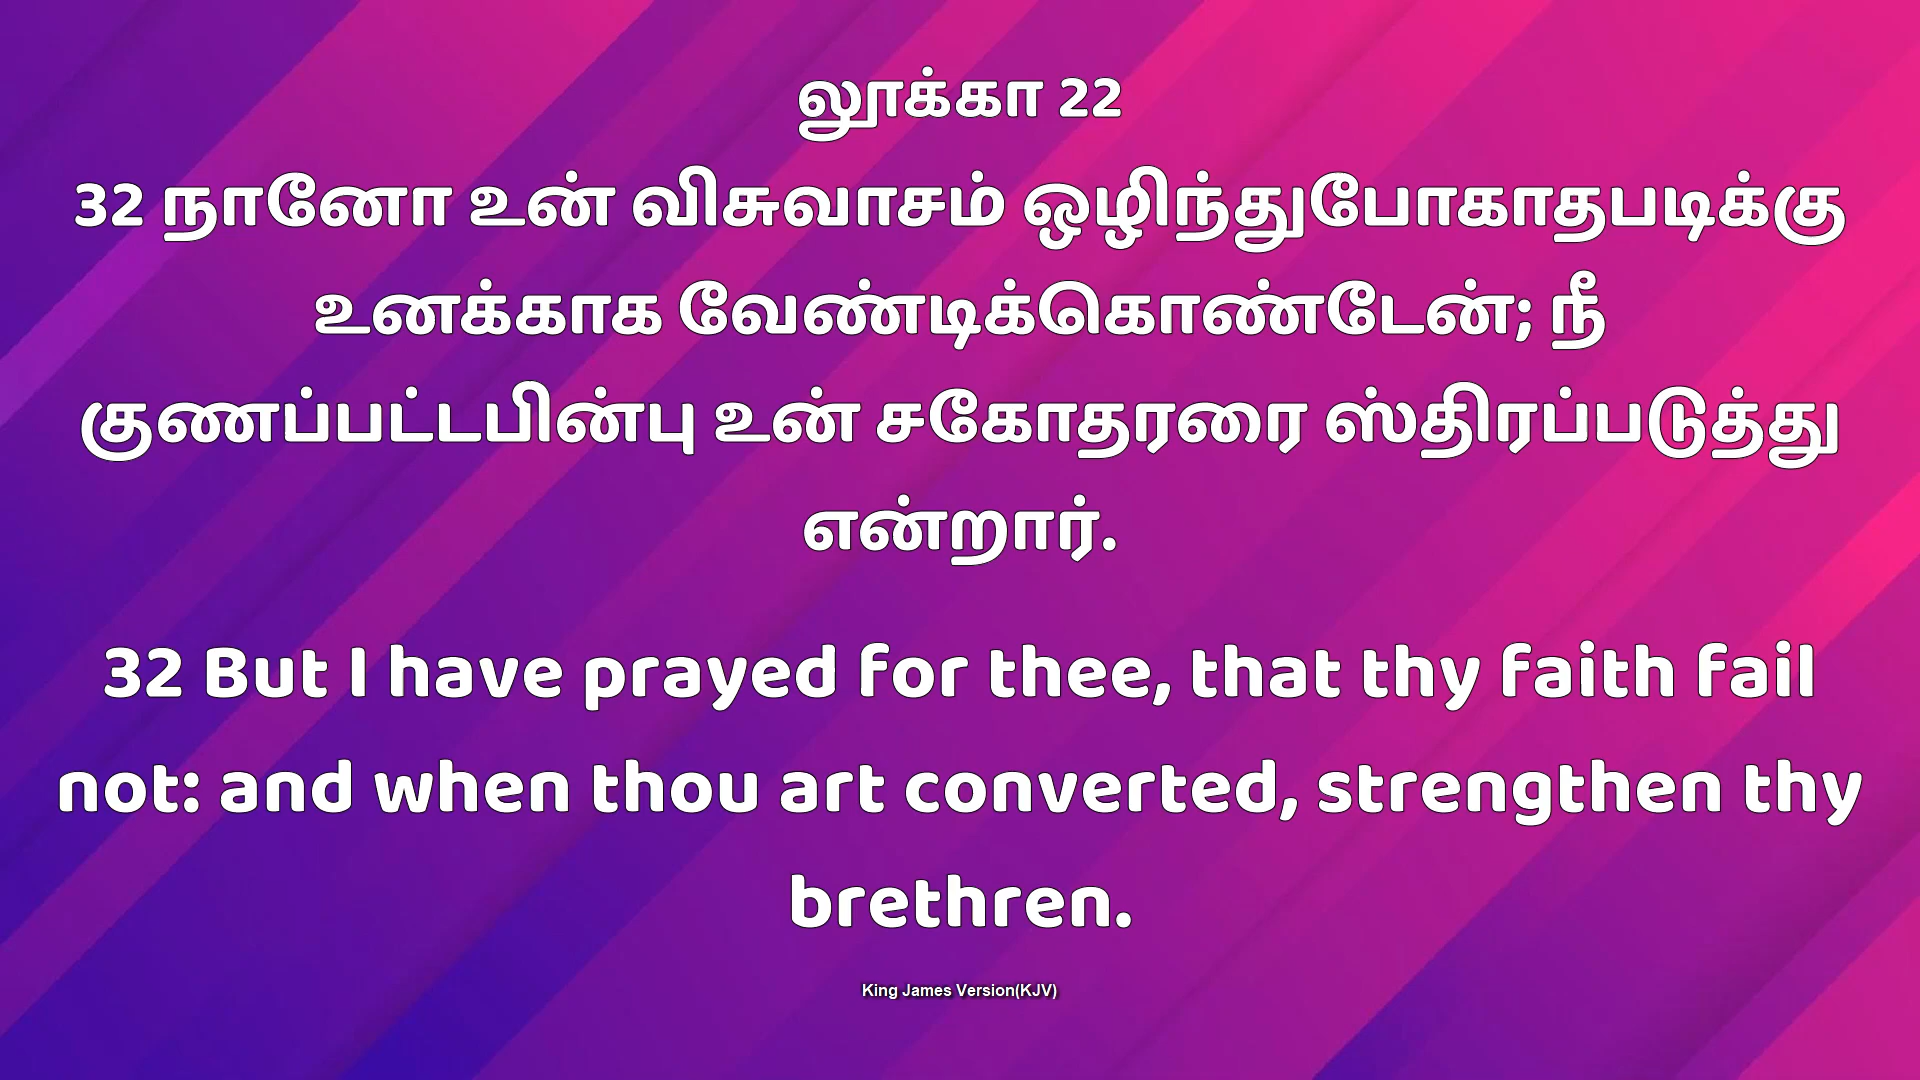 லூக்கா 22
32 நானோ உன் விசுவாசம் ஒழிந்துபோகாதபடிக்கு
உனக்காக வேண்டிக்கொண்டேன்; நீ
குணப்பட்டபின்பு உன் சகோதரரை ஸ்திரப்படுத்து
என்றார்.
32 But I have prayed for thee, that thy faith fail
not: and when thou art converted, strengthen thy
brethren.
King James Version(KJV)